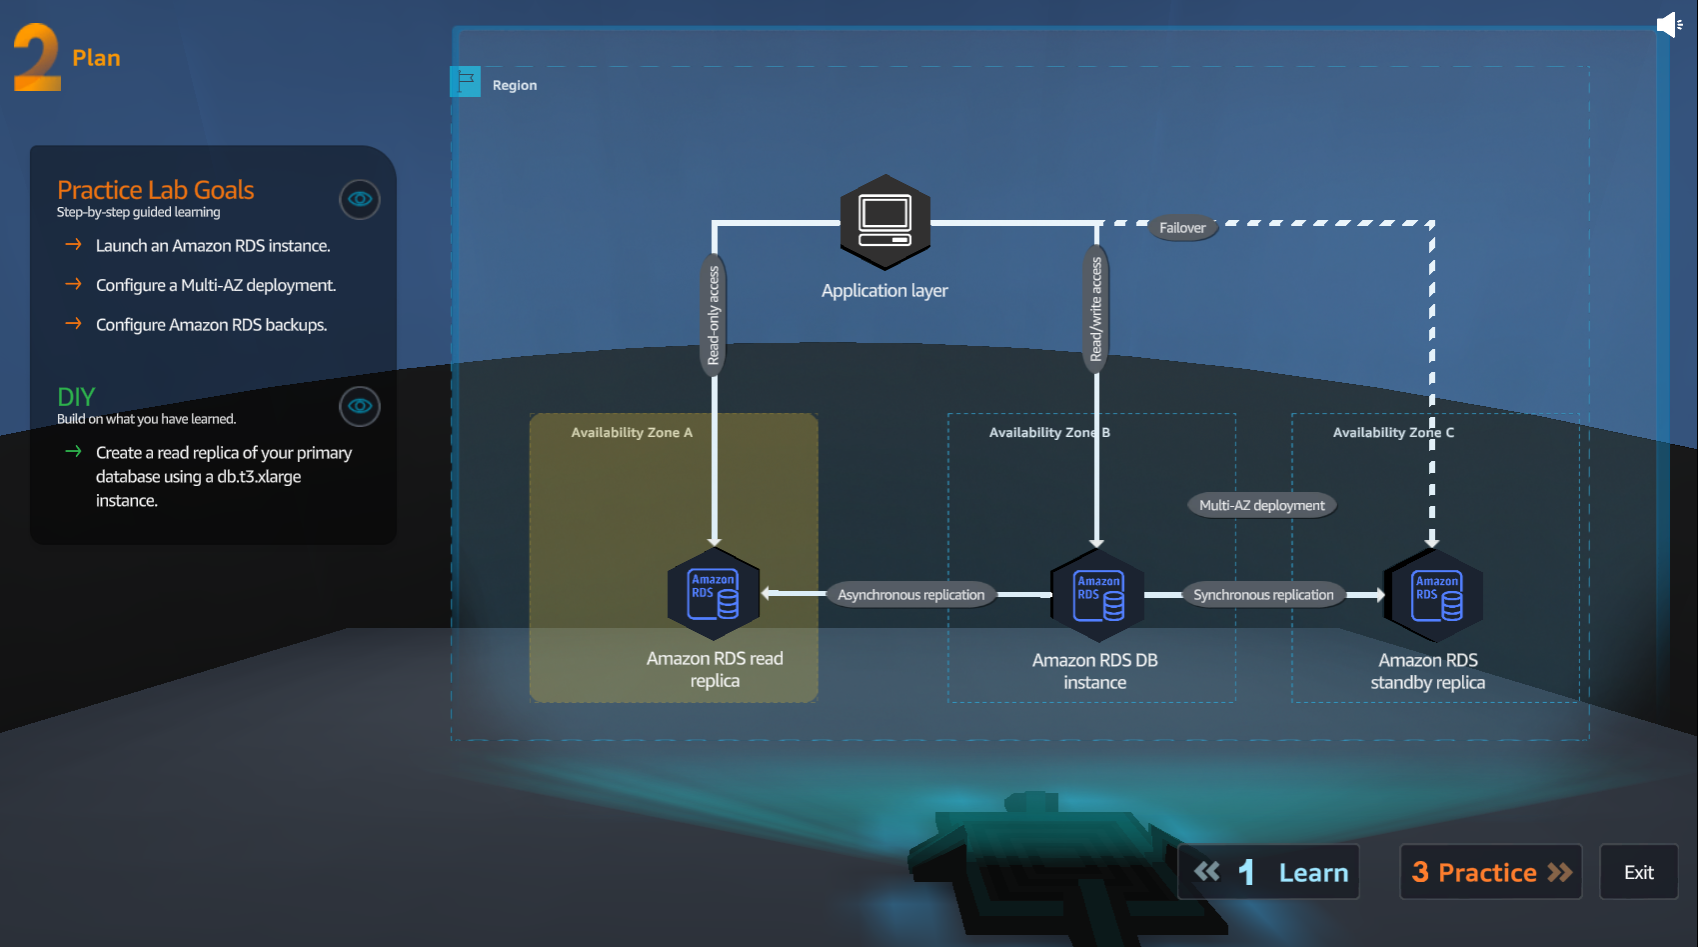 2 Plan
Region
Practice Lab Goals
Step-by-step guided learning
Launch an Amazon RDS instance.
Configure a Multi-AZ deployment.
Configure Amazon RDS backups.
DIY
Build on what you have learned.
Create a read replica of your primary
database using a db.t3.xlarge
instance.
Failover
Application layer
Read-only access
Read/write access
Availability Zone A
Availability Zone B
Availability Zone C
Multi-AZ deployment
Amazon
RDS
Asynchronous replication
Amazon
RDS
Synchronous replication
Amazon
RDS
Amazon RDS read
replica
Amazon RDS DB
instance
Amazon RDS
standby replica
1 Learn
3 Practice
Exit